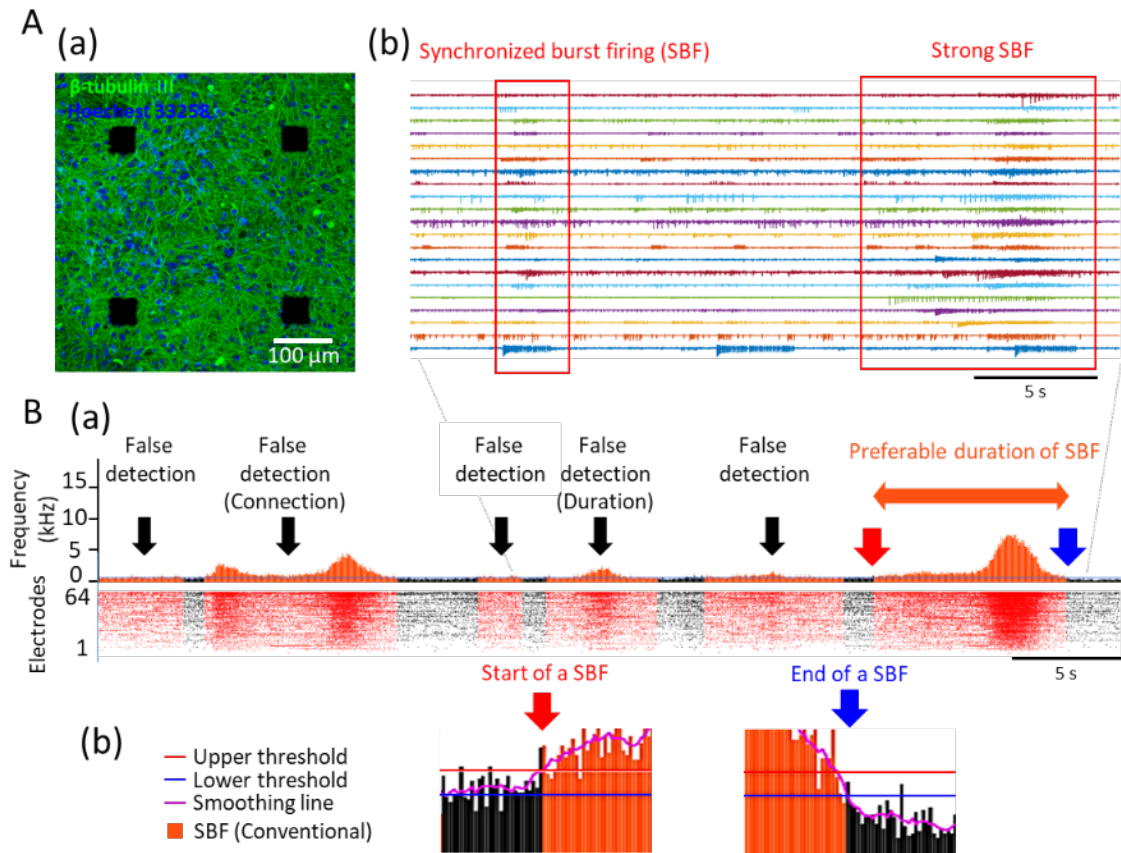 A
(a)
β-tubulin III
Hoechest 33258
100 μm
(b)
Synchronized burst firing (SBF)
Strong SBF
5 s
B
(a)
False detection
False detection (Connection)
False detection
False detection (Duration)
False detection
Preferable duration of SBF
Frequency (kHz)
15
10
5
0
Electrodes
64
1
5 s
Start of a SBF
End of a SBF
(b)
Upper threshold
Lower threshold
Smoothing line
SBF (Conventional)